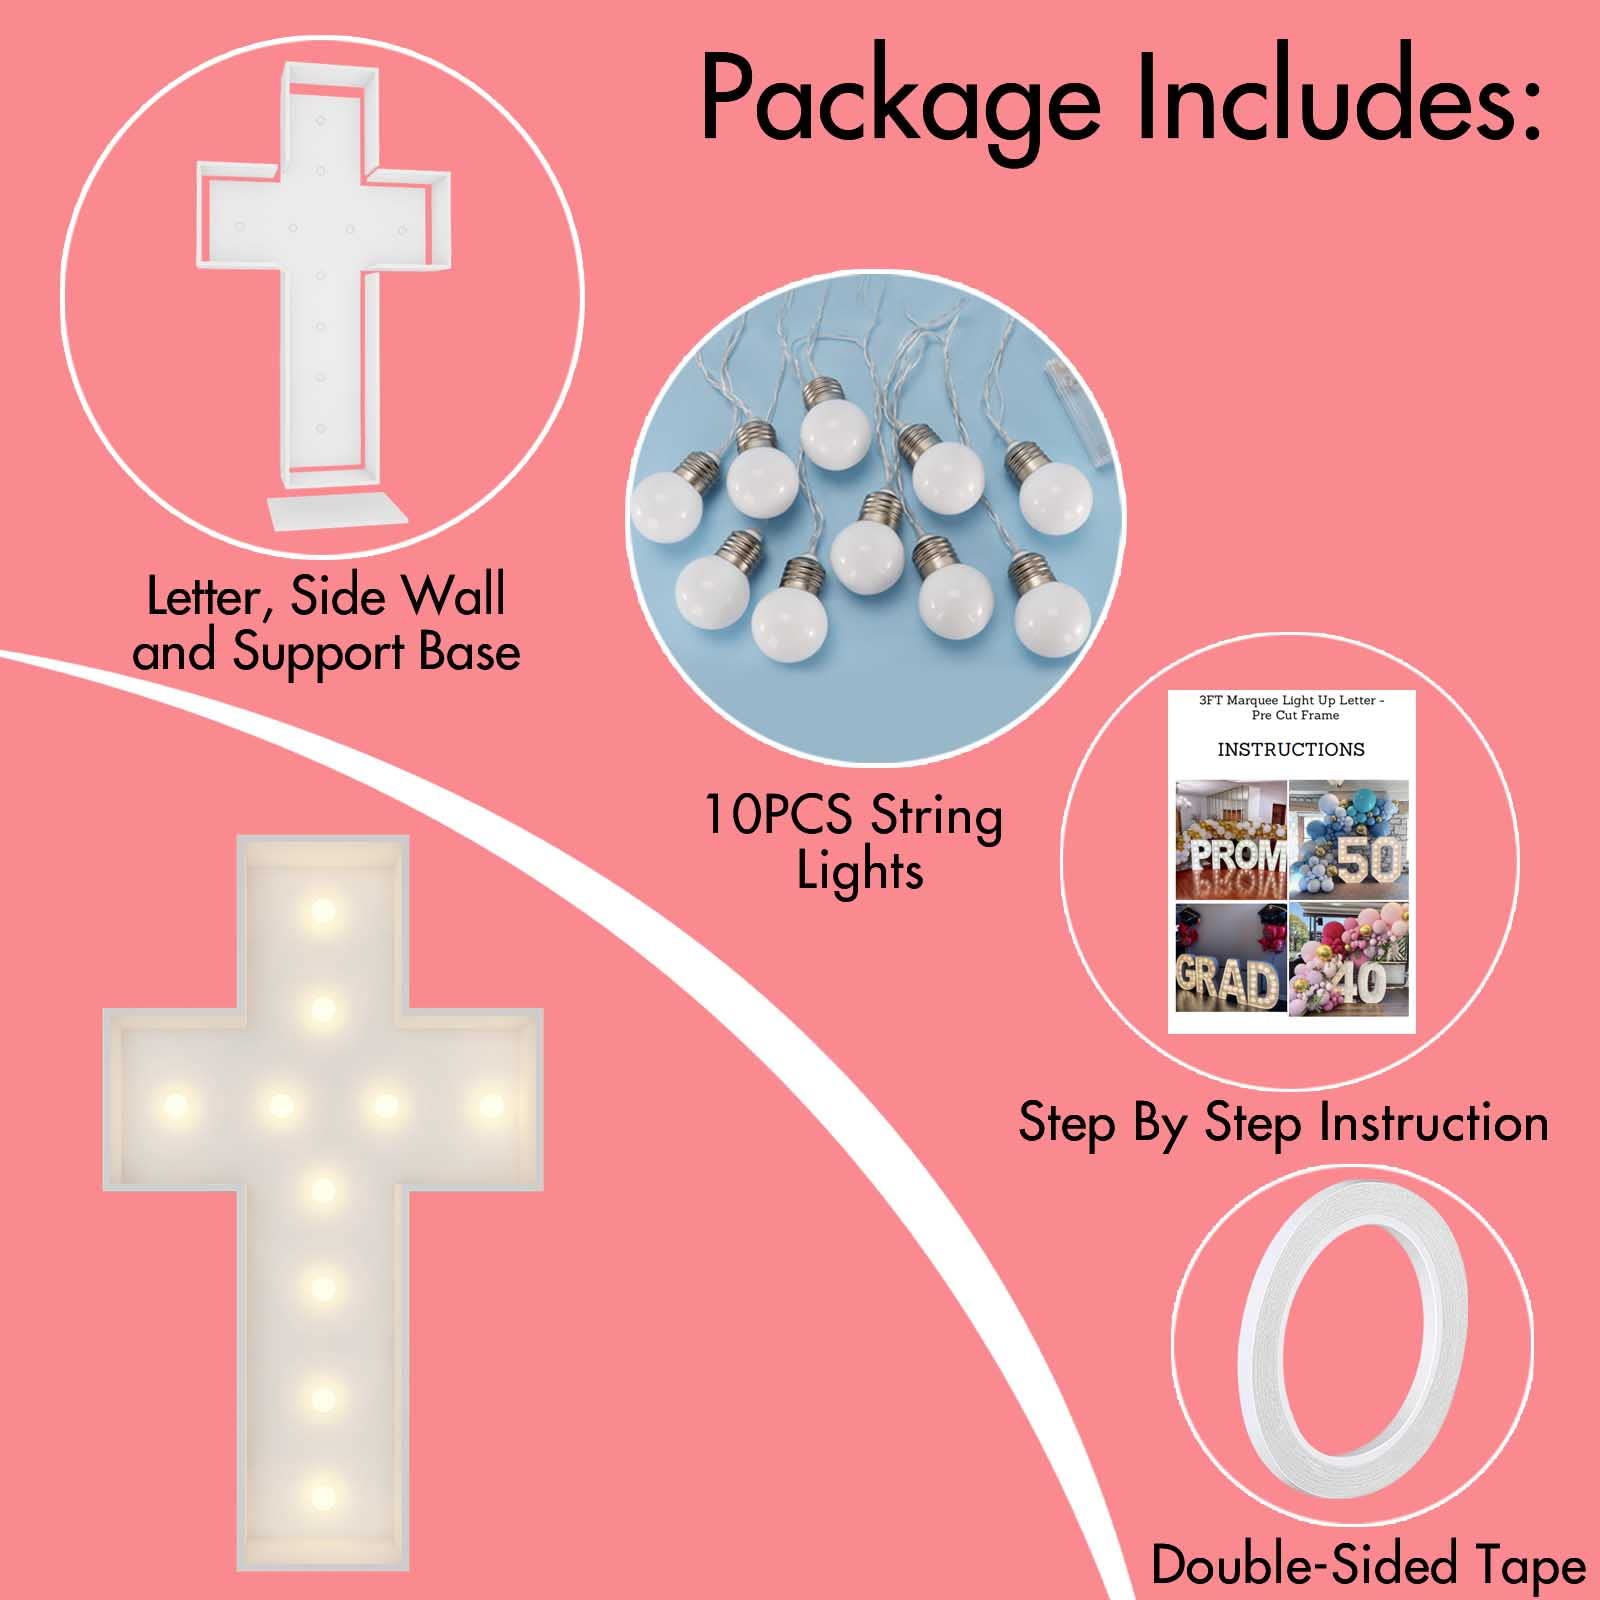 Package Includes:
Letter, Side Wall
and Support Base
10PCS String
Lights
3FT Marquee Light Up Letter -
Pre Cut Frame
INSTRUCTIONS
PROM
50
GRAD
40
Step By Step Instruction
Double-Sided Tape